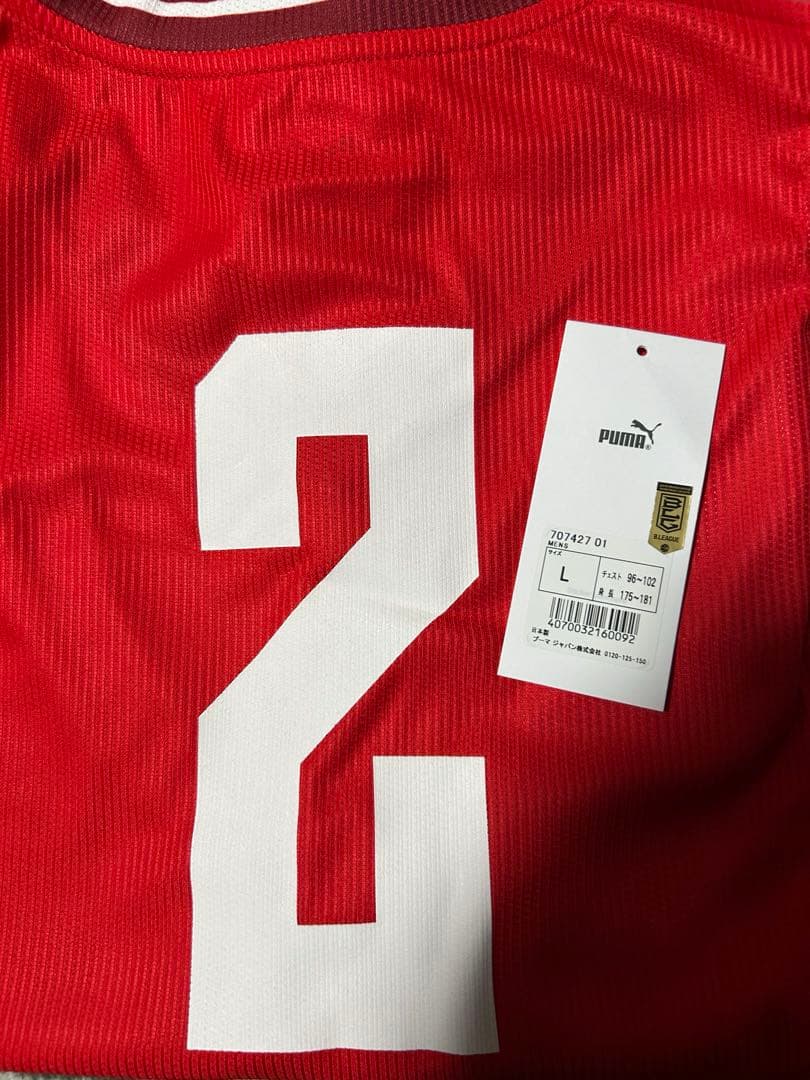 2
PUMA®
B.LEAGUE
707427 01
MENS
サイズ
L
チェスト 96~102
身長 175~181
4070032160092
日本製
プーマ ジャパン株式会社 0120-125-150